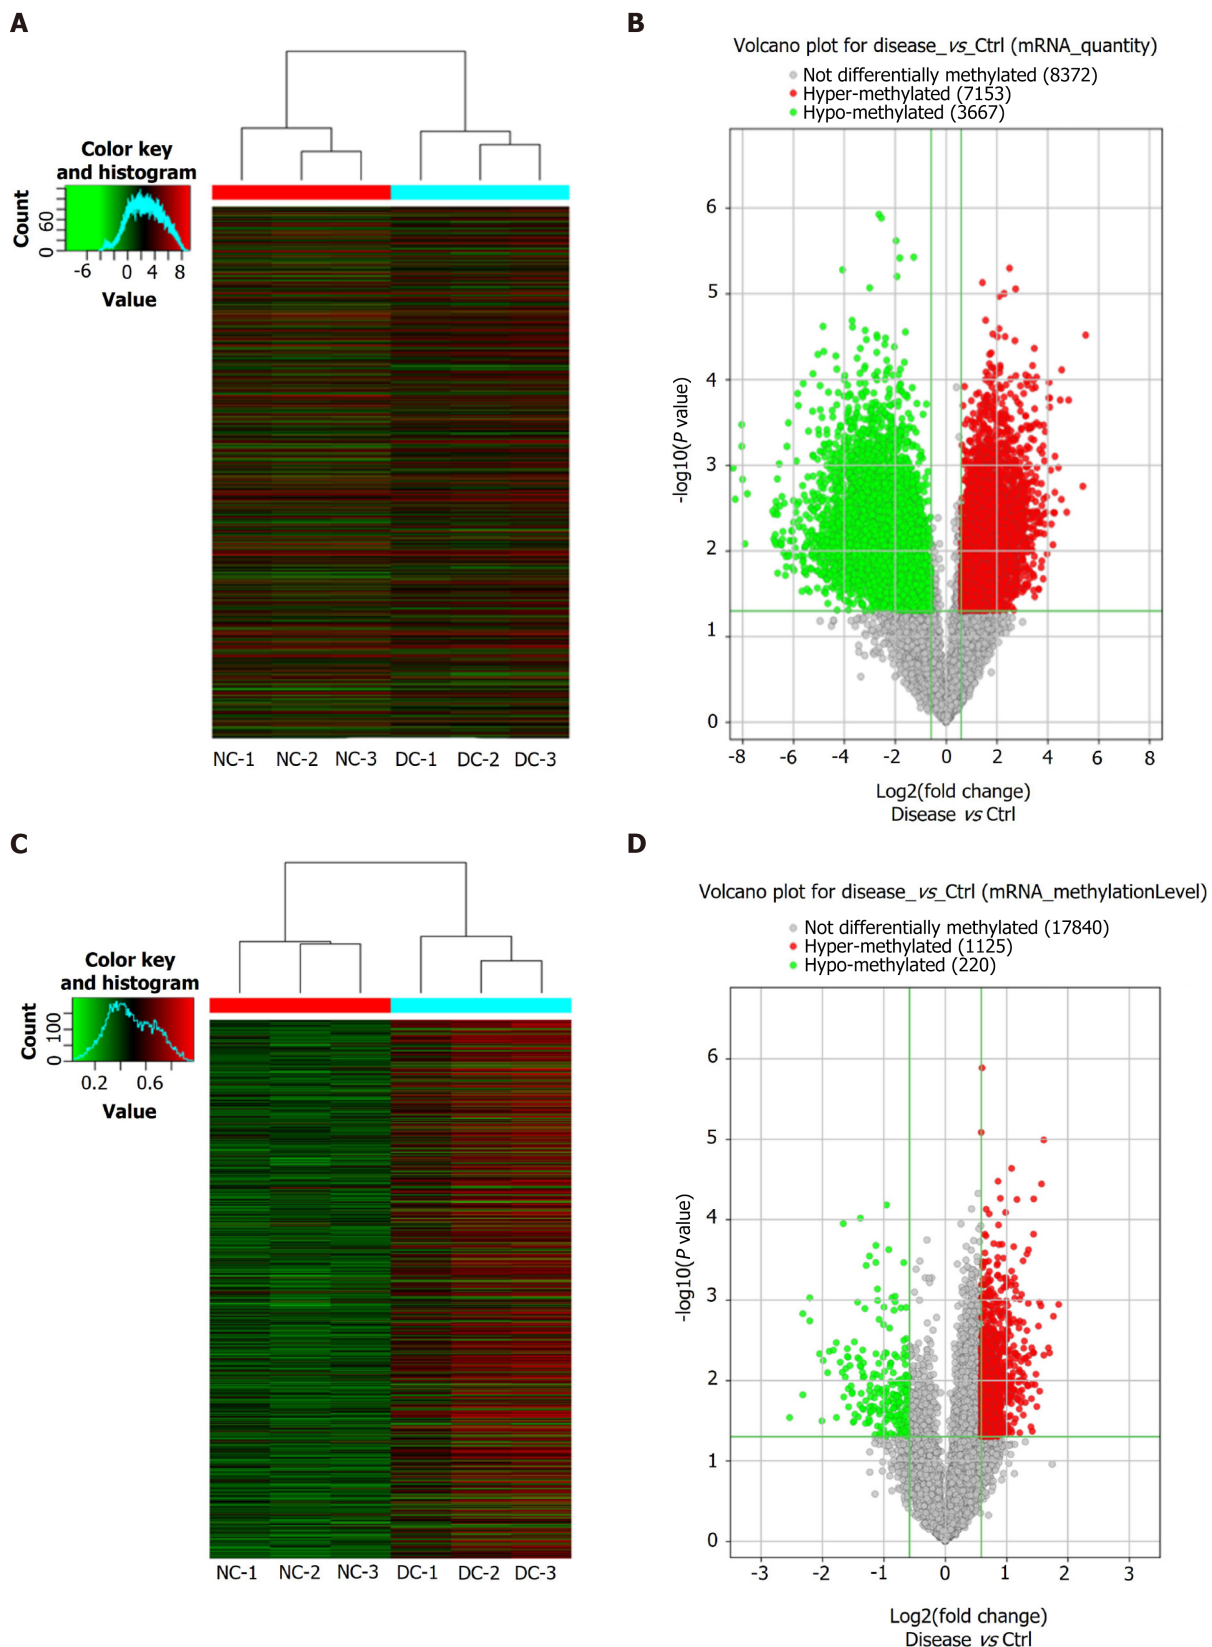 A
Color key
and histogram
Count
0 60
-6 0 4 8
Value
NC-1 NC-2 NC-3 DC-1 DC-2 DC-3
B
Volcano plot for disease_vs_Ctrl (mRNA_quantity)
Not differentially methylated (8372)
Hyper-methylated (7153)
Hypo-methylated (3667)
-log10(P value)
6
5
4
3
2
1
0
-8 -6 -4 -2 0 2 4 6 8
Log2(fold change)
Disease vs Ctrl
C
Color key
and histogram
Count
0 100
0.2 0.6
Value
NC-1 NC-2 NC-3 DC-1 DC-2 DC-3
D
Volcano plot for disease_vs_Ctrl (mRNA_methylationLevel)
Not differentially methylated (17840)
Hyper-methylated (1125)
Hypo-methylated (220)
-log10(P value)
6
5
4
3
2
1
0
-3 -2 -1 0 1 2 3
Log2(fold change)
Disease vs Ctrl